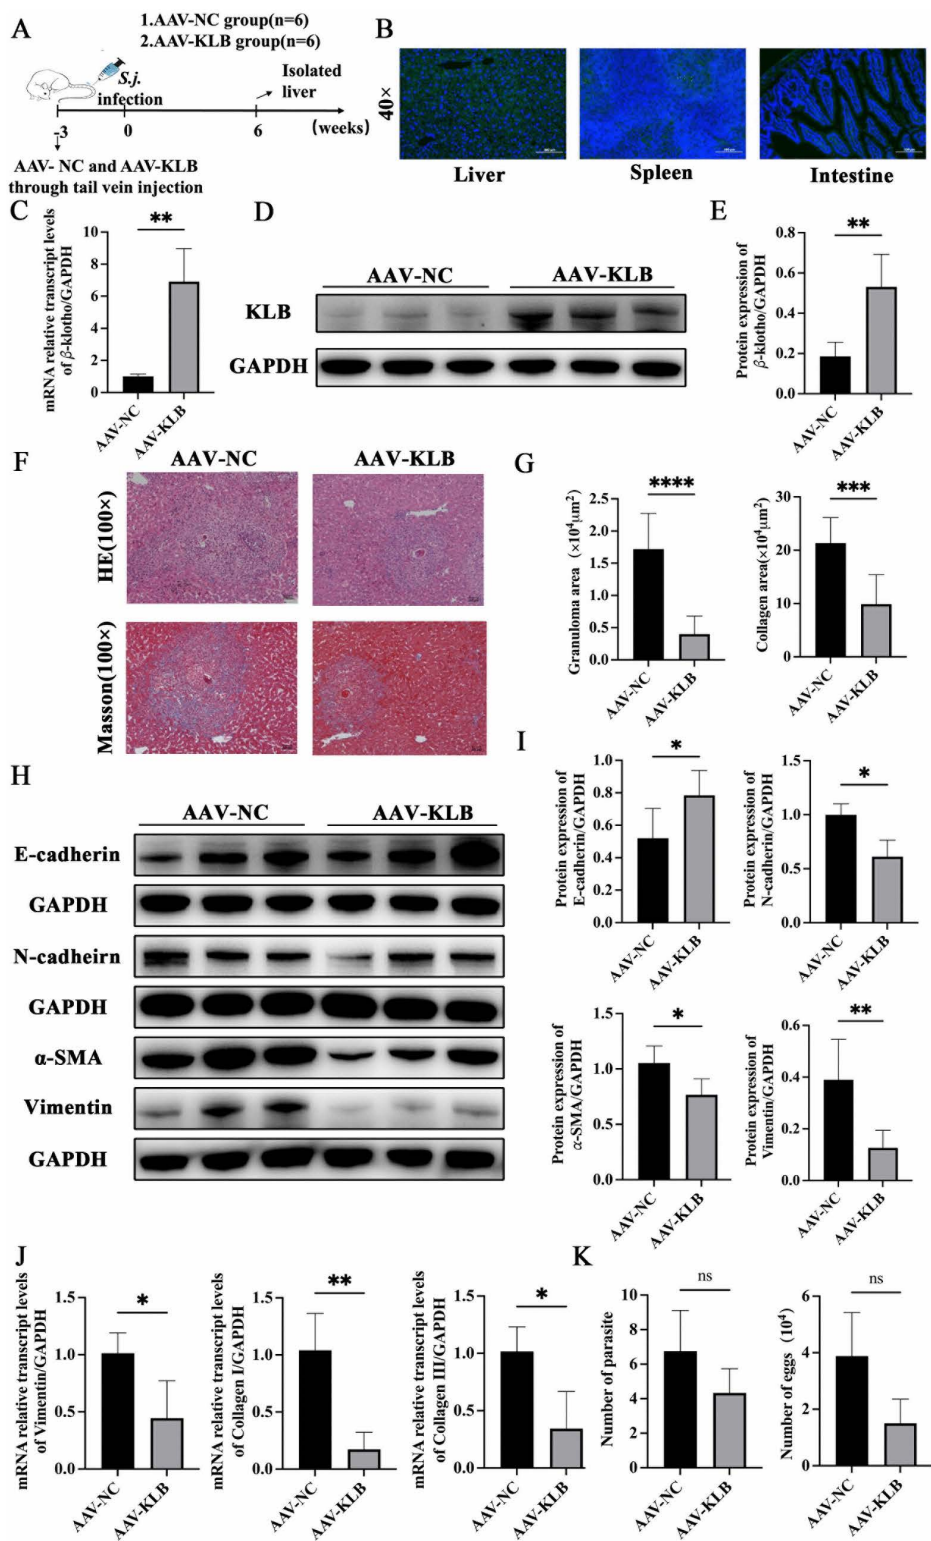 A
1.AAV-NC group(n=6)
2.AAV-KLB group(n=6)
S.j.
infection
Isolated
liver
-3
0
6
(weeks)
AAV- NC and AAV-KLB
through tail vein injection
B
40×
Liver
Spleen
Intestine
C
mRNA relative transcript levels
of β-klotho/GAPDH
10
8
6
4
2
0
**
AAV-NC
AAV-KLB
D
AAV-NC
AAV-KLB
KLB
GAPDH
E
Protein expression of
β-klotho/GAPDH
0.8
0.6
0.4
0.2
0.0
**
AAV-NC
AAV-KLB
F
AAV-NC
AAV-KLB
HE(100×)
Masson(100×)
G
Granuloma area (×10⁴μm²)
2.5
2.0
1.5
1.0
0.5
0.0
****
AAV-NC
AAV-KLB
Collagen area(×10⁴μm²)
30
20
10
0
***
AAV-NC
AAV-KLB
H
AAV-NC
AAV-KLB
E-cadherin
GAPDH
N-cadheirn
GAPDH
α-SMA
Vimentin
GAPDH
I
Protein expression of
E-cadherin/GAPDH
1.0
0.8
0.6
0.4
0.2
0.0
*
AAV-NC
AAV-KLB
Protein expression of
N-cadherin/GAPDH
1.5
1.0
0.5
0.0
*
AAV-NC
AAV-KLB
Protein expression of
α-SMA/GAPDH
1.5
1.0
0.5
0.0
*
AAV-NC
AAV-KLB
Protein expression of
Vimentin/GAPDH
0.6
0.4
0.2
0.0
**
AAV-NC
AAV-KLB
J
mRNA relative transcript levels
of Vimentin/GAPDH
1.5
1.0
0.5
0.0
*
AAV-NC
AAV-KLB
mRNA relative transcript levels
of Collagen I/GAPDH
1.5
1.0
0.5
0.0
**
AAV-NC
AAV-KLB
mRNA relative transcript levels
of Collagen III/GAPDH
1.5
1.0
0.5
0.0
*
AAV-NC
AAV-KLB
K
Number of parasite
10
8
6
4
2
0
ns
AAV-NC
AAV-KLB
Number of eggs (10⁴)
6
4
2
0
ns
AAV-NC
AAV-KLB